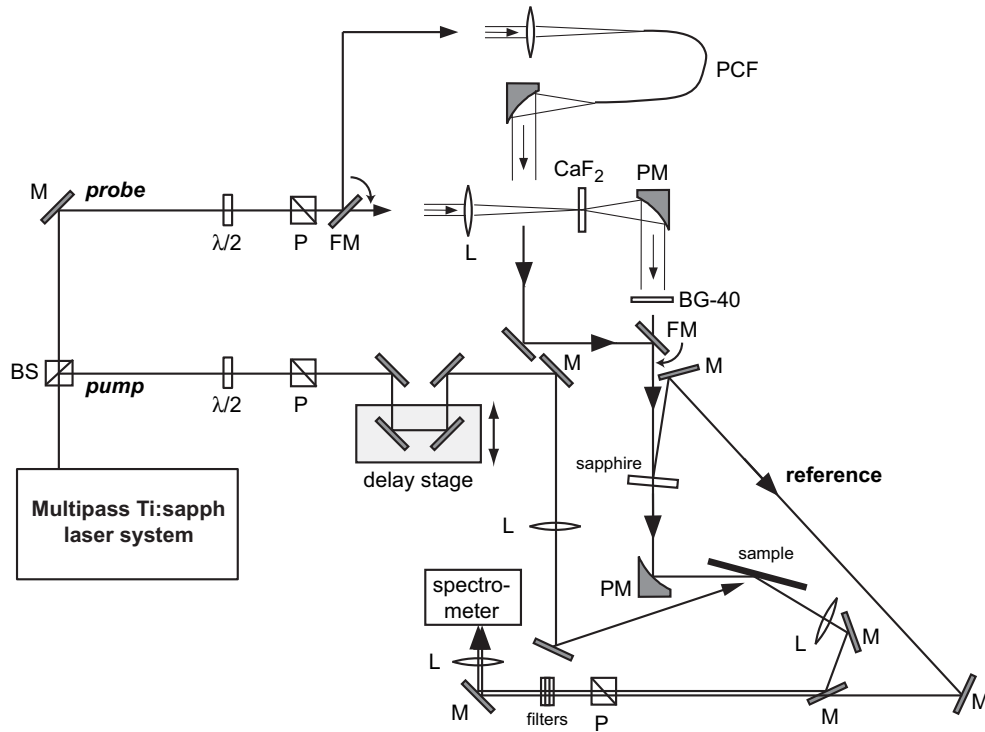 PCF
CaF2
PM
M
probe
λ/2
P
FM
L
BG-40
FM
M
M
BS
pump
λ/2
P
delay stage
sapphire
reference
Multipass Ti:sapph
laser system
L
sample
spectro-
meter
PM
L
M
L
M
filters
P
M
M